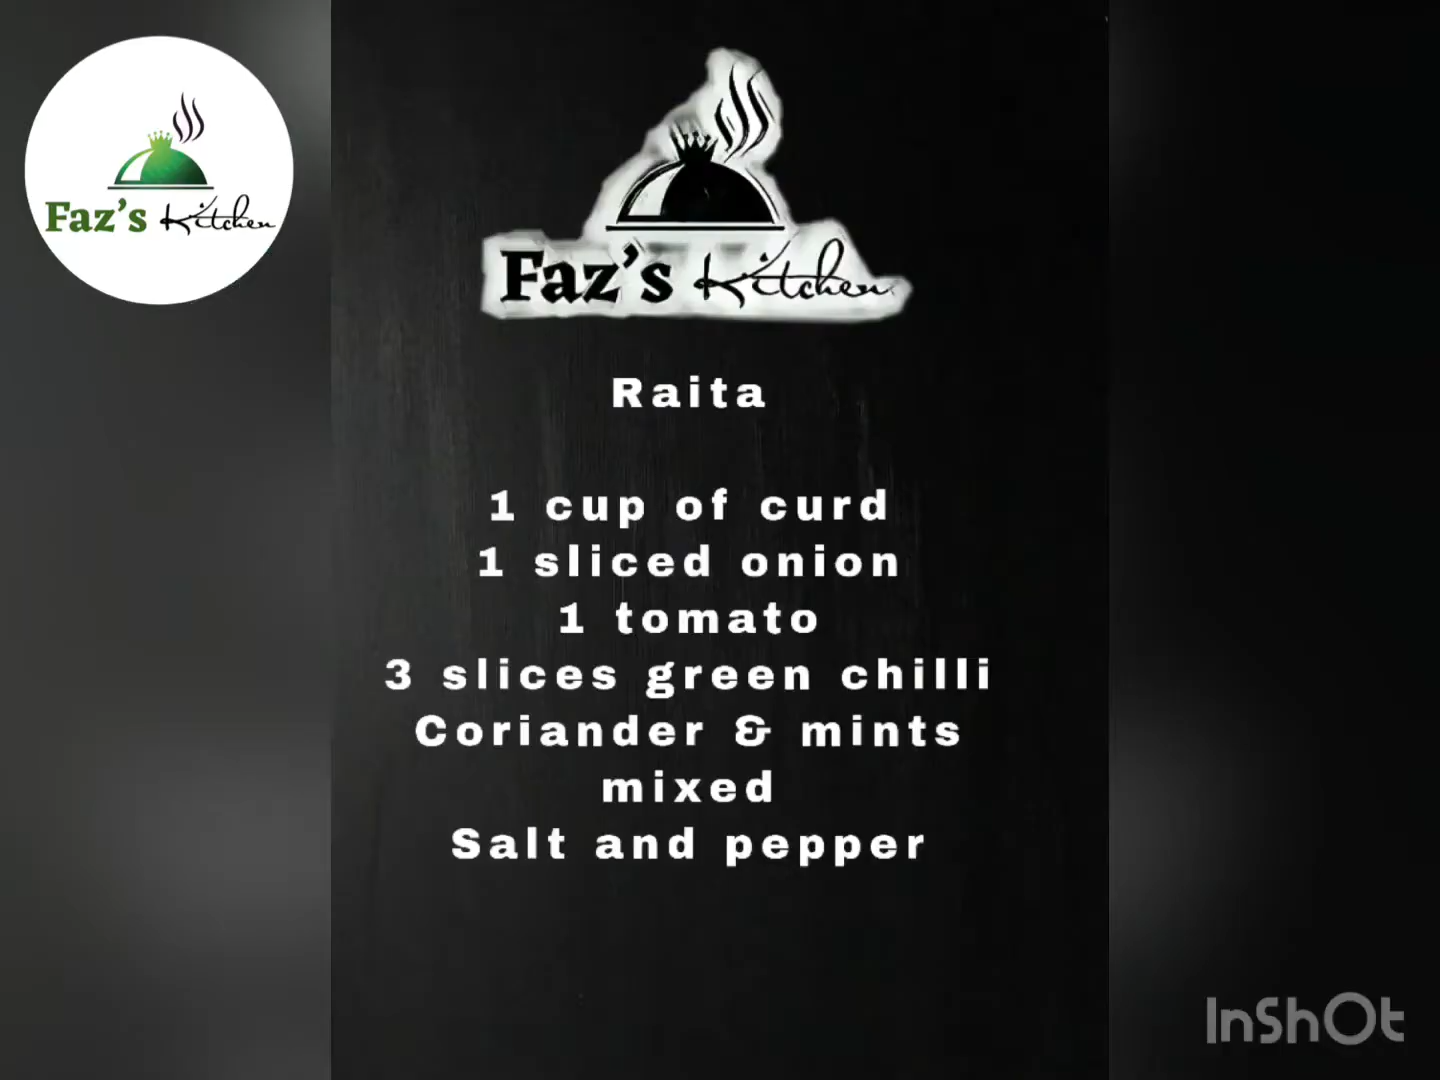 Faz's Kitchen
Faz's Kitchen
Raita
1 cup of curd
1 sliced onion
1 tomato
3 slices green chilli
Coriander & mints
mixed
Salt and pepper
InShOt